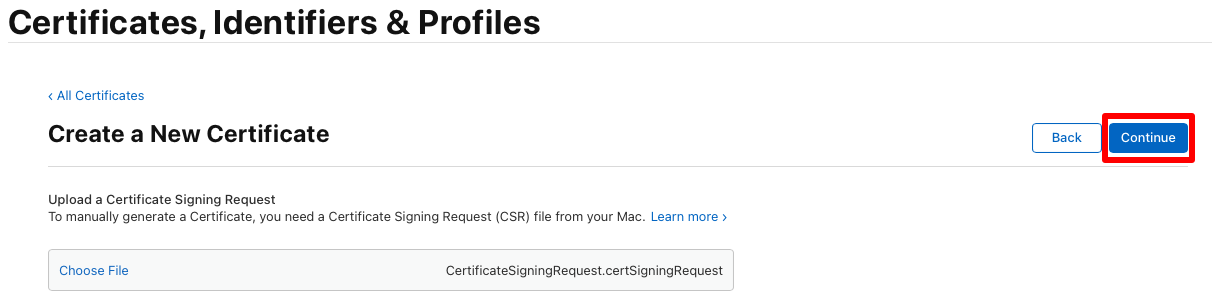 Certificates, Identifiers & Profiles
‹ All Certificates
Create a New Certificate
Back
Continue
Upload a Certificate Signing Request
To manually generate a Certificate, you need a Certificate Signing Request (CSR) file from your Mac. Learn more ›
Choose File
CertificateSigningRequest.certSigningRequest